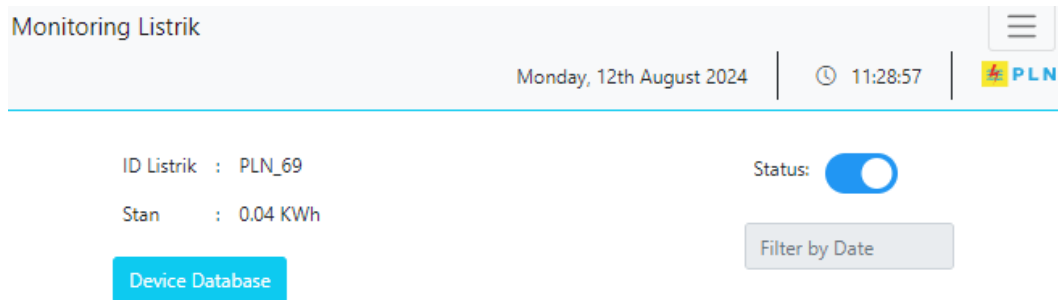 Monitoring Listrik
Monday, 12th August 2024 11:28:57 PLN
ID Listrik : PLN_69
Status:
Stan : 0.04 KWh
Filter by Date
Device Database